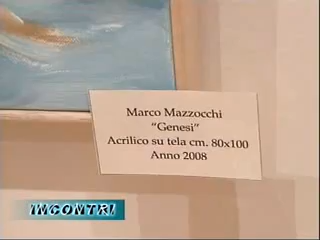 Marco Mazzocchi
"Genesi"
Acrilico su tela cm. 80x100
Anno 2008
INCONTRI